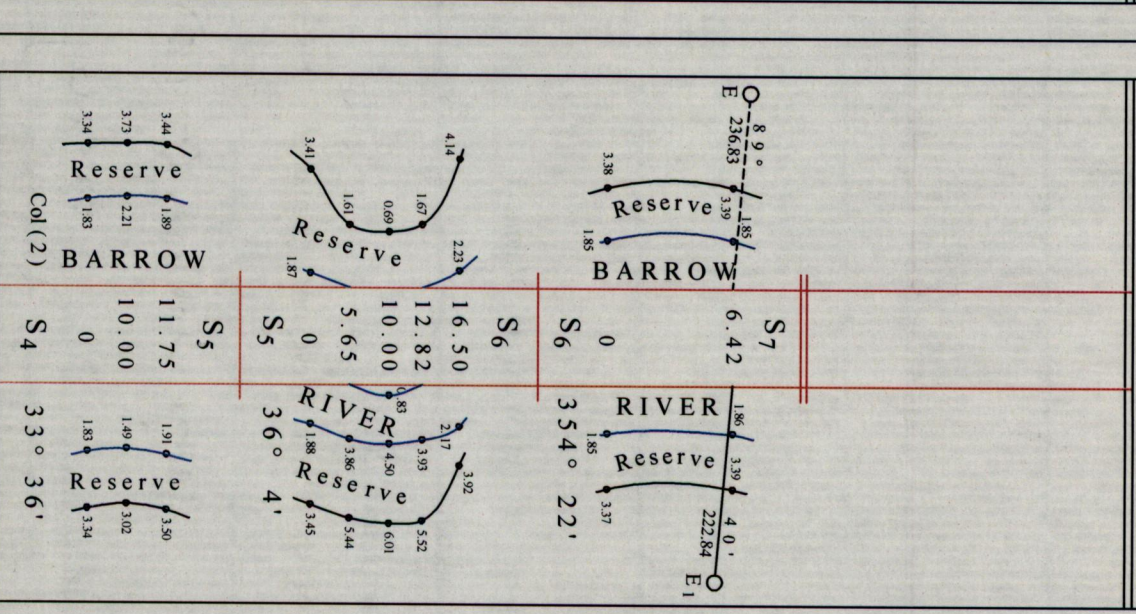 E 89° 236.83
3.34 3.73 3.44
Reserve
1.83 2.21 1.89
Col(2) BARROW
3.41 1.61 0.69 1.67 4.14
Reserve
1.87 2.23
3.38 3.39
Reserve
1.85 1.85
BARROW
S4 0 10.00 11.75 S5
S5 0 5.65 10.00 12.82 16.50 S6
S6 0 6.42 S7
33° 36'
1.83 1.49 1.91
Reserve
3.34 3.02 3.50
36° 4'
RIVER 0.83
1.88 3.86 4.50 3.93 2.17
Reserve
3.45 5.44 6.01 5.52 3.92
354° 22'
RIVER 1.86
1.85
Reserve 3.39
3.37
40' 222.84
E1